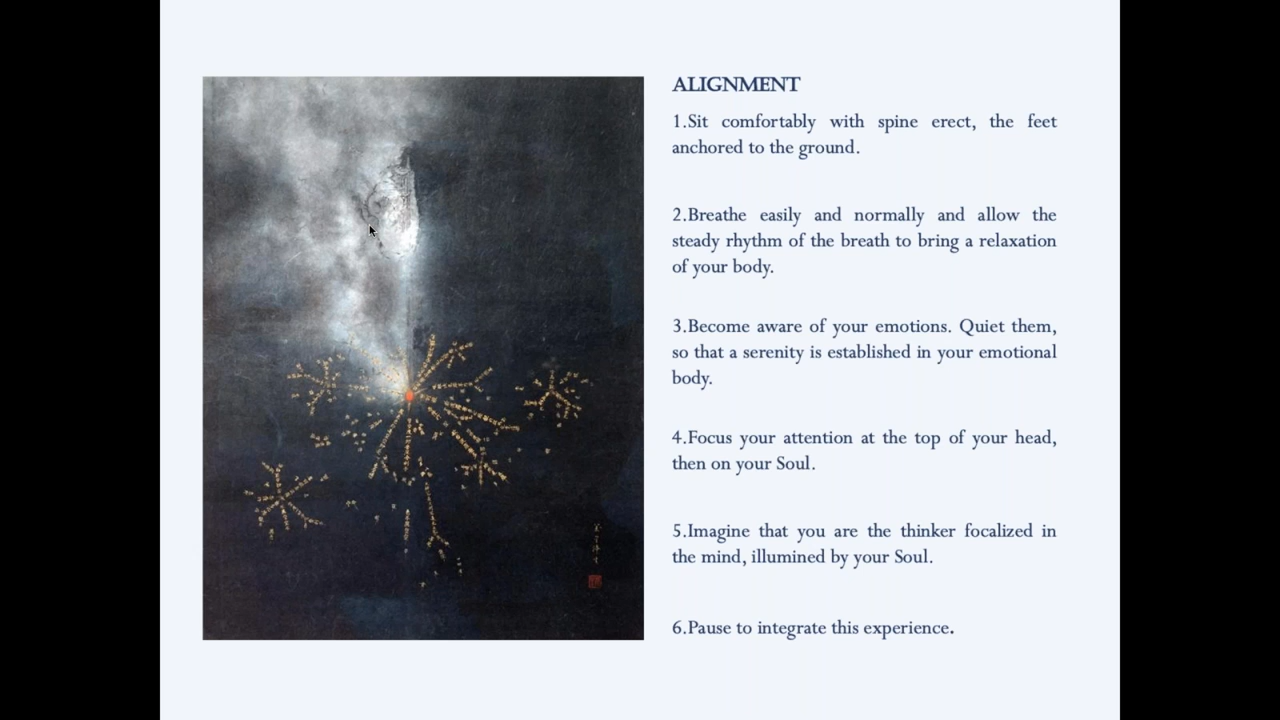 ALIGNMENT
1.Sit comfortably with spine erect, the feet
anchored to the ground.
2.Breathe easily and normally and allow the
steady rhythm of the breath to bring a relaxation
of your body.
3.Become aware of your emotions. Quiet them,
so that a serenity is established in your emotional
body.
4.Focus your attention at the top of your head,
then on your Soul.
5.Imagine that you are the thinker focalized in
the mind, illumined by your Soul.
6.Pause to integrate this experience.